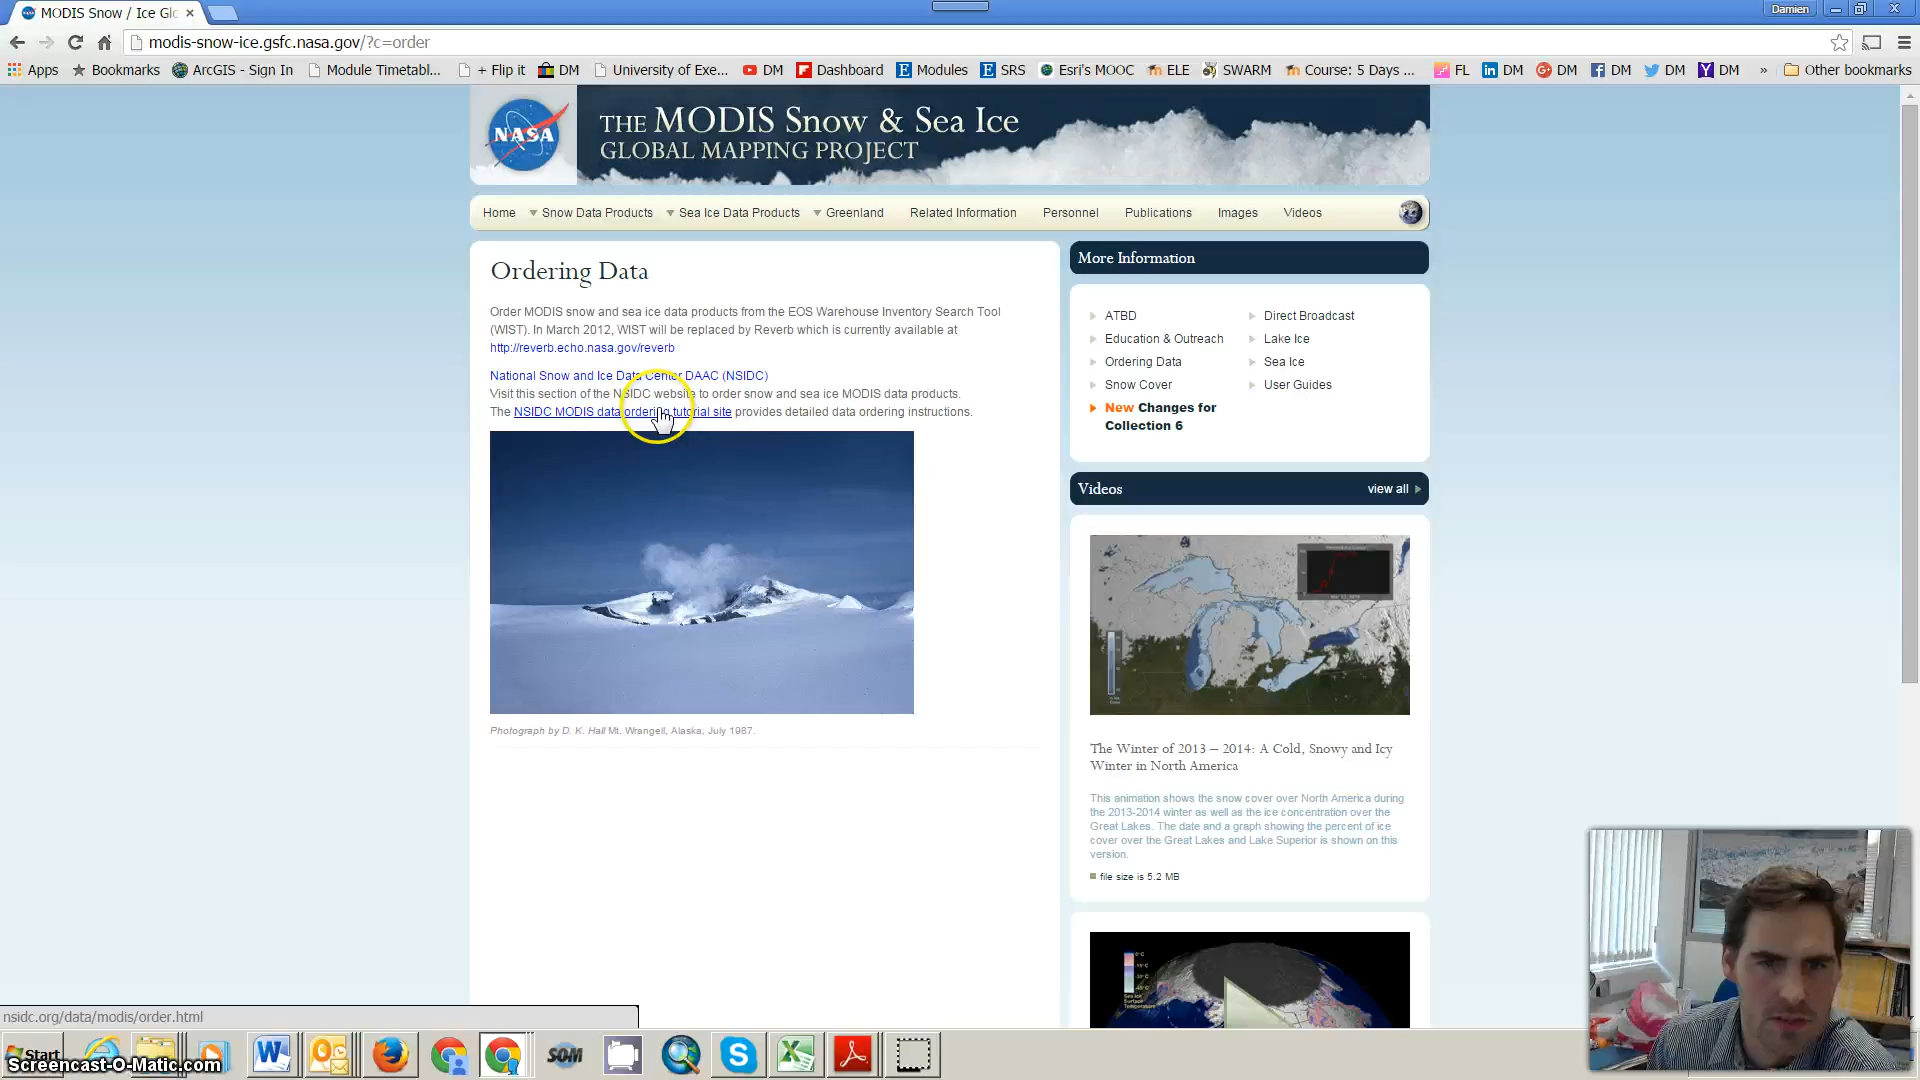 MODIS Snow / Ice Glo
Damien
modis-snow-ice.gsfc.nasa.gov/?c=order
Apps Bookmarks ArcGIS - Sign In Module Timetabl... + Flip it DM University of Exe... DM Dashboard Modules SRS Esri's MOOC ELE SWARM Course: 5 Days ... FL DM DM DM DM DM » Other bookmarks
NASA
THE MODIS Snow & Sea Ice
GLOBAL MAPPING PROJECT
Home Snow Data Products Sea Ice Data Products Greenland Related Information Personnel Publications Images Videos
Ordering Data
Order MODIS snow and sea ice data products from the EOS Warehouse Inventory Search Tool
(WIST). In March 2012, WIST will be replaced by Reverb which is currently available at
http://reverb.echo.nasa.gov/reverb
National Snow and Ice Data Center DAAC (NSIDC)
Visit this section of the NSIDC website to order snow and sea ice MODIS data products.
The NSIDC MODIS data ordering tutorial site provides detailed data ordering instructions.
Photograph by D. K. Hall Mt. Wrangell, Alaska, July 1987.
More Information
ATBD
Education & Outreach
Ordering Data
Snow Cover
New Changes for
Collection 6
Direct Broadcast
Lake Ice
Sea Ice
User Guides
Videos view all
The Winter of 2013 – 2014: A Cold, Snowy and Icy
Winter in North America
This animation shows the snow cover over North America during
the 2013-2014 winter as well as the ice concentration over the
Great Lakes. The date and a graph showing the percent of ice
cover over the Great Lakes and Lake Superior is shown on this
version.
file size is 5.2 MB
Sea Ice
Surface
Temperature
nsidc.org/data/modis/order.html
Start
SOM
Screencast-O-Matic.com